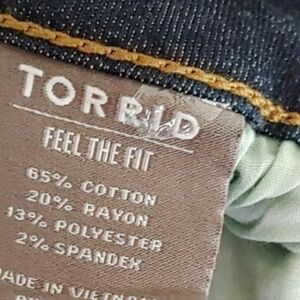 TORRID
FEEL THE FIT
65% COTTON
20% RAYON
13% POLYESTER
2% SPANDEX
MADE IN VIETNAM